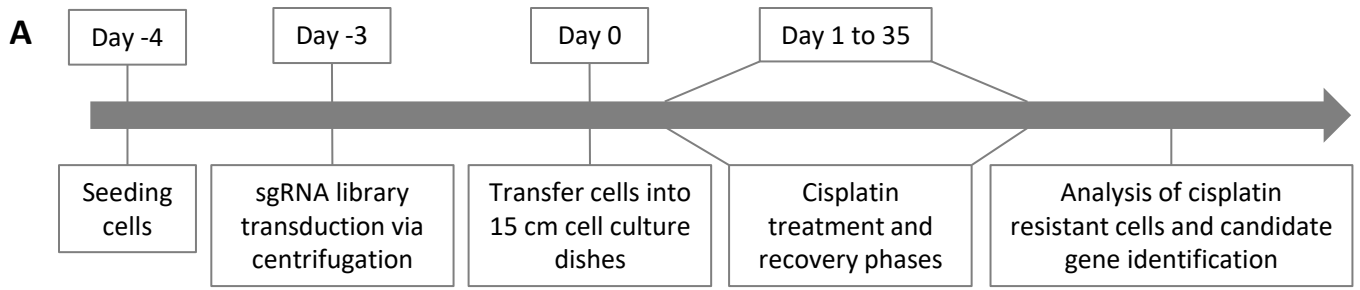 A
Day -4
Day -3
Day 0
Day 1 to 35
Seeding
cells
sgRNA library
transduction via
centrifugation
Transfer cells into
15 cm cell culture
dishes
Cisplatin
treatment and
recovery phases
Analysis of cisplatin
resistant cells and candidate
gene identification